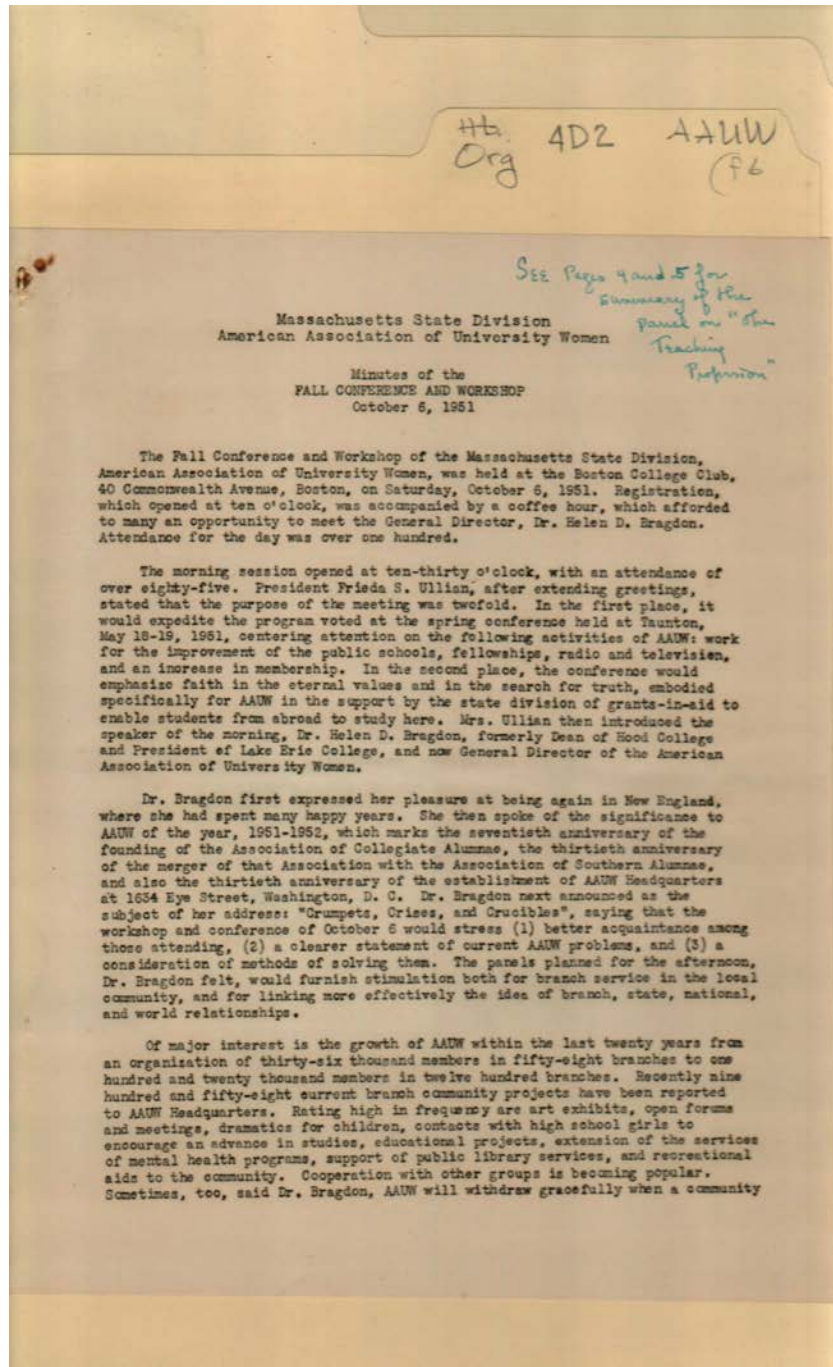 Hb. 4D2 AAUW
Org (f6
SEE Pages 4 and 5 for
summary of the
panel on "The
Teaching
Profession"
Massachusetts State Division
American Association of University Women
Minutes of the
FALL CONFERENCE AND WORKSHOP
October 6, 1951
The Fall Conference and Workshop of the Massachusetts State Division,
American Association of University Women, was held at the Boston College Club,
40 Commonwealth Avenue, Boston, on Saturday, October 6, 1951. Registration,
which opened at ten o'clock, was accompanied by a coffee hour, which afforded
to many an opportunity to meet the General Director, Dr. Helen D. Bragdon.
Attendance for the day was over one hundred.
The morning session opened at ten-thirty o'clock, with an attendance of
over eighty-five. President Frieda S. Ullian, after extending greetings,
stated that the purpose of the meeting was twofold. In the first place, it
would expedite the program voted at the spring conference held at Taunton,
May 18-19, 1951, centering attention on the following activities of AAUW: work
for the improvement of the public schools, fellowships, radio and television,
and an increase in membership. In the second place, the conference would
emphasize faith in the eternal values and in the search for truth, embodied
specifically for AAUW in the support by the state division of grants-in-aid to
enable students from abroad to study here. Mrs. Ullian then introduced the
speaker of the morning, Dr. Helen D. Bragdon, formerly Dean of Hood College
and President of Lake Erie College, and now General Director of the American
Association of University Women.
Dr. Bragdon first expressed her pleasure at being again in New England,
where she had spent many happy years. She then spoke of the significance to
AAUW of the year, 1951-1952, which marks the seventieth anniversary of the
founding of the Association of Collegiate Alumnae, the thirtieth anniversary
of the merger of that Association with the Association of Southern Alumnae,
and also the thirtieth anniversary of the establishment of AAUW Headquarters
at 1634 Eye Street, Washington, D. C. Dr. Bragdon next announced as the
subject of her address: "Crumpets, Crises, and Crucibles", saying that the
workshop and conference of October 6 would stress (1) better acquaintance among
those attending, (2) a clearer statement of current AAUW problems, and (3) a
consideration of methods of solving them. The panels planned for the afternoon,
Dr. Bragdon felt, would furnish stimulation both for branch service in the local
community, and for linking more effectively the idea of branch, state, national,
and world relationships.
Of major interest is the growth of AAUW within the last twenty years from
an organization of thirty-six thousand members in fifty-eight branches to one
hundred and twenty thousand members in twelve hundred branches. Recently nine
hundred and fifty-eight current branch community projects have been reported
to AAUW Headquarters. Rating high in frequency are art exhibits, open forums
and meetings, dramatics for children, contacts with high school girls to
encourage an advance in studies, educational projects, extension of the services
of mental health programs, support of public library services, and recreational
aids to the community. Cooperation with other groups is becoming popular.
Sometimes, too, said Dr. Bragdon, AAUW will withdraw gracefully when a community